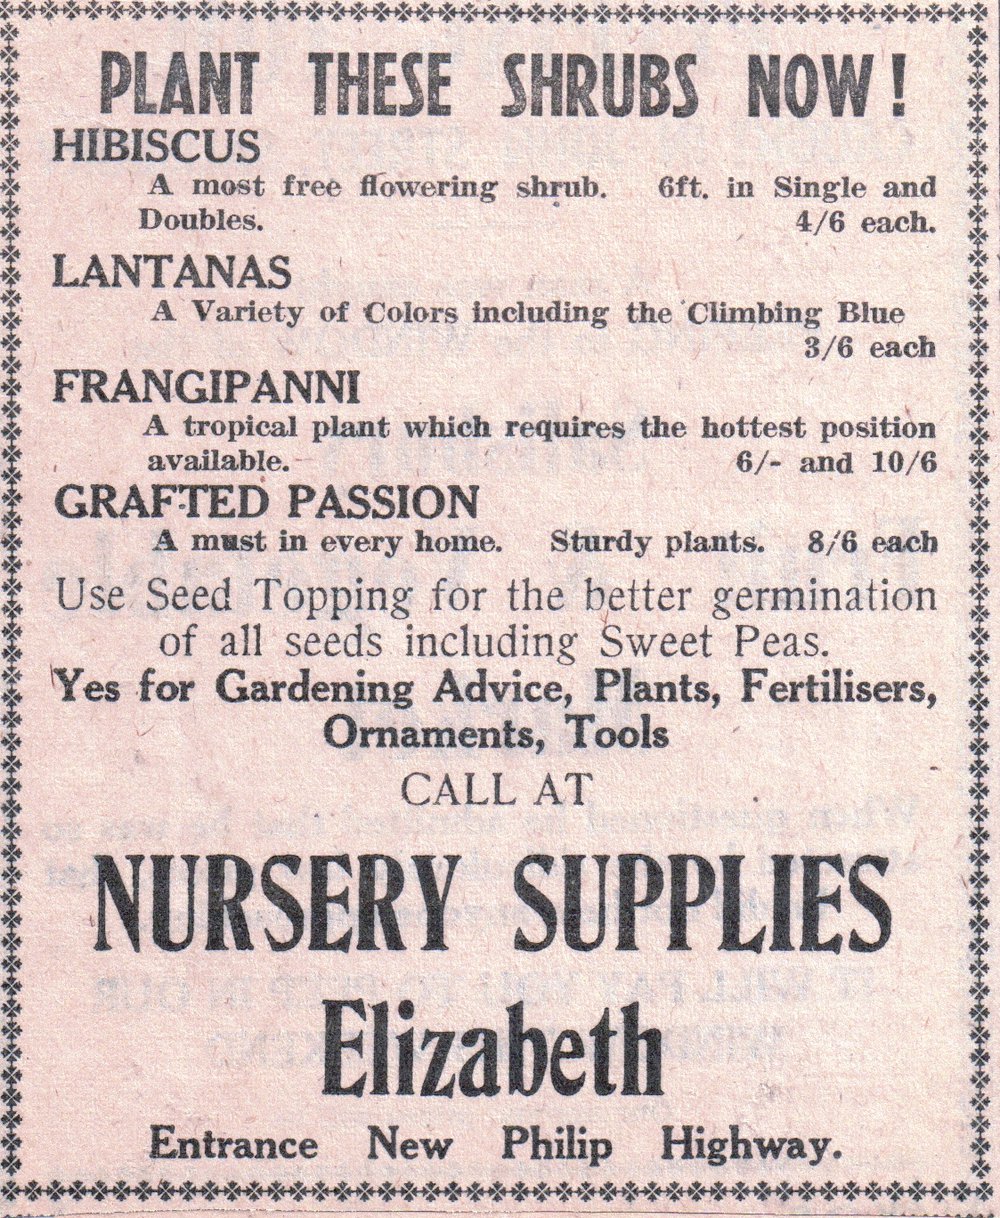 PLANT THESE SHRUBS NOW!
HIBISCUS
A most free flowering shrub. 6ft. in Single and
Doubles. 4/6 each.
LANTANAS
A Variety of Colors including the Climbing Blue
3/6 each
FRANGIPANNI
A tropical plant which requires the hottest position
available. 6/- and 10/6
GRAFTED PASSION
A must in every home. Sturdy plants. 8/6 each
Use Seed Topping for the better germination
of all seeds including Sweet Peas.
Yes for Gardening Advice, Plants, Fertilisers,
Ornaments, Tools
CALL AT
NURSERY SUPPLIES
Elizabeth
Entrance New Philip Highway.